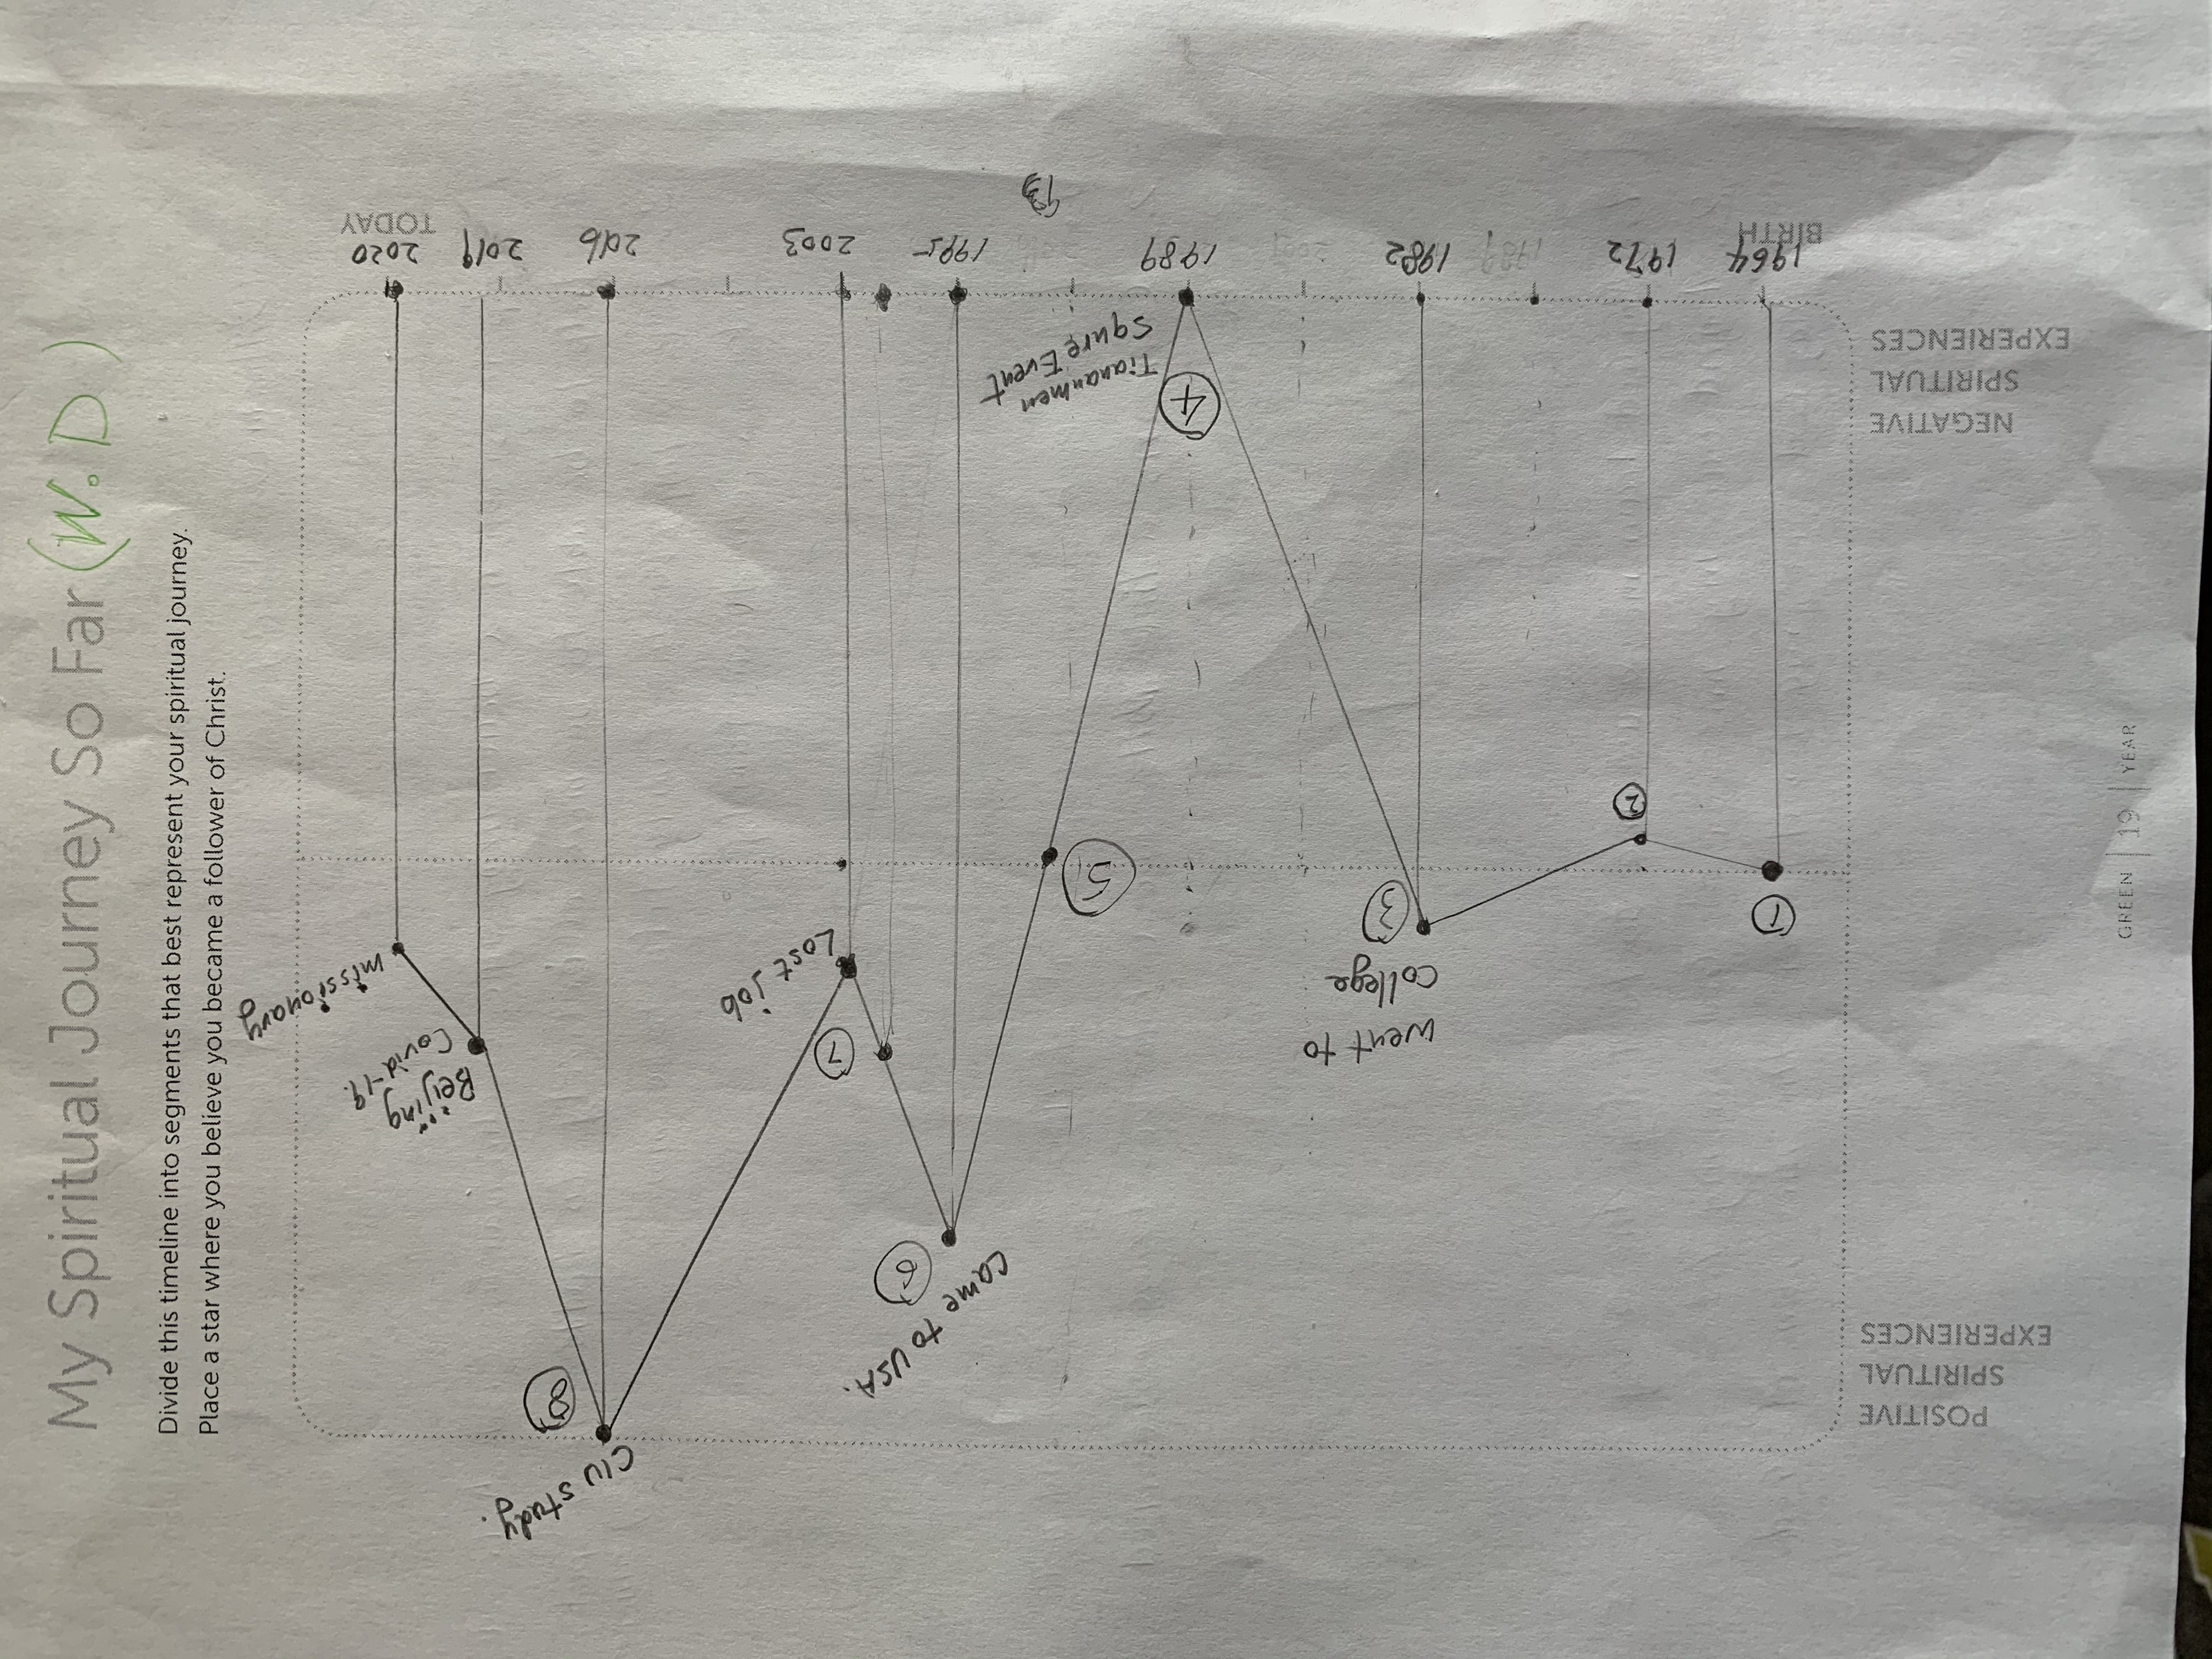 My Spiritual Journey So Far (W. D)
Divide this timeline into segments that best represent your spiritual journey.
Place a star where you believe you became a follower of Christ.
POSITIVE
SPIRITUAL
EXPERIENCES
NEGATIVE
SPIRITUAL
EXPERIENCES
1
2
went to
college
3
4
Tiananmen
Squre Event
5
came to USA.
6
7
Lost job
CIU study.
8
Beijing
Covid-19.
missionary
1964
BIRTH
1972
1982
1989
93
1995
2003
2016
2019
2020
TODAY
GREEN | 19 | YEAR